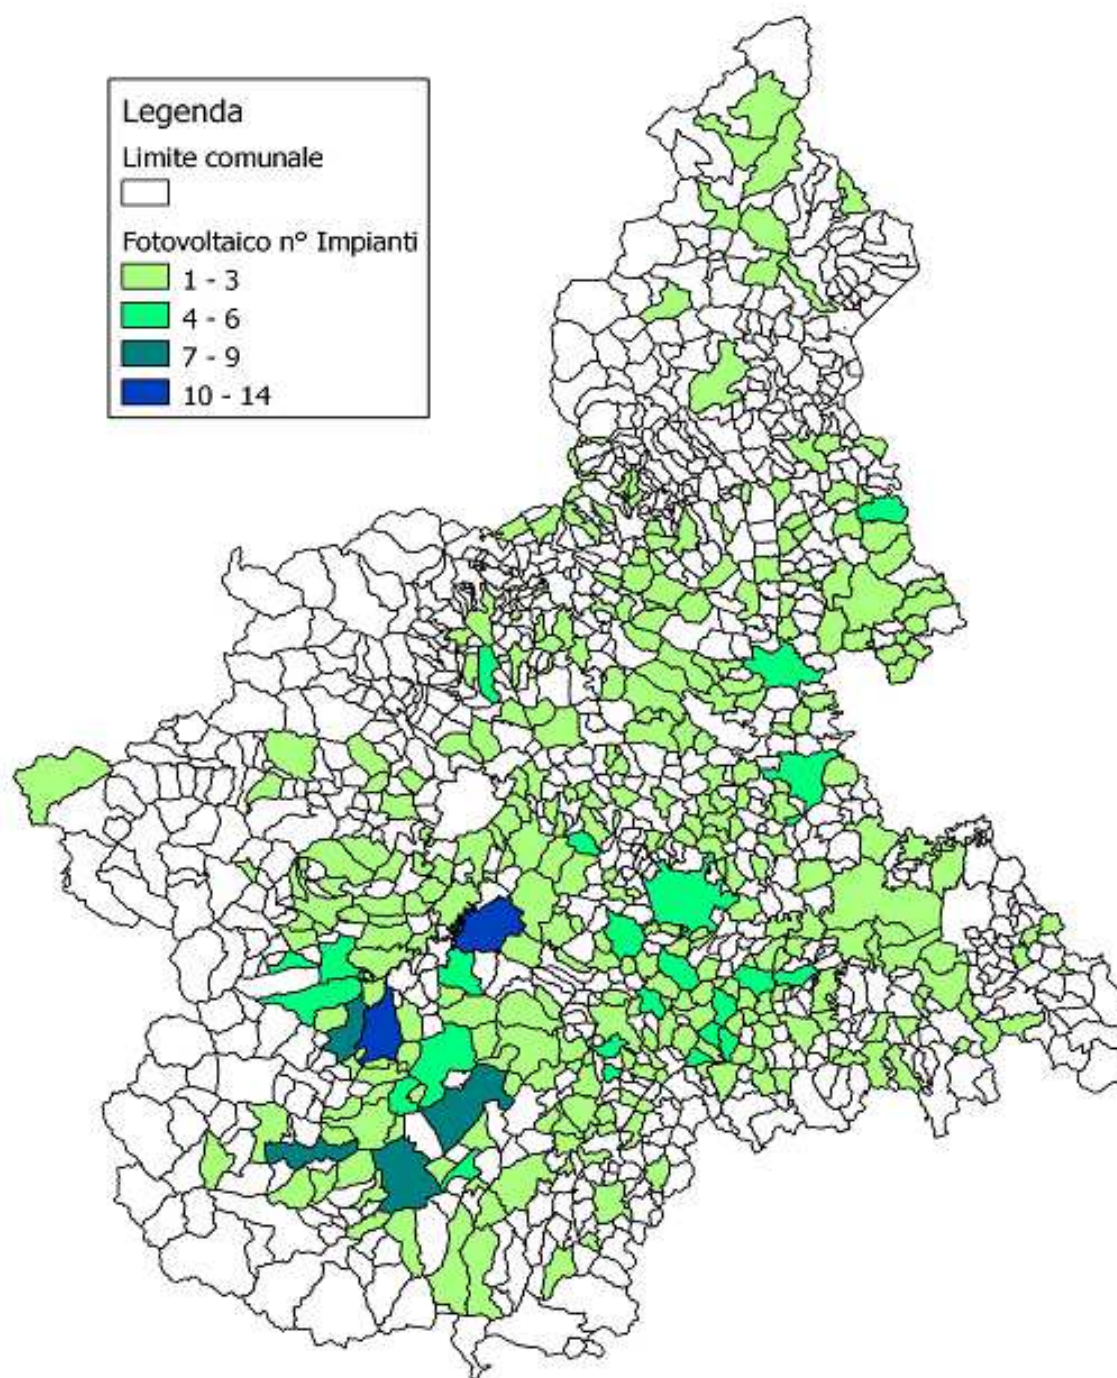 Legenda
Limite comunale
Fotovoltaico n° Impianti
1 - 3
4 - 6
7 - 9
10 - 14